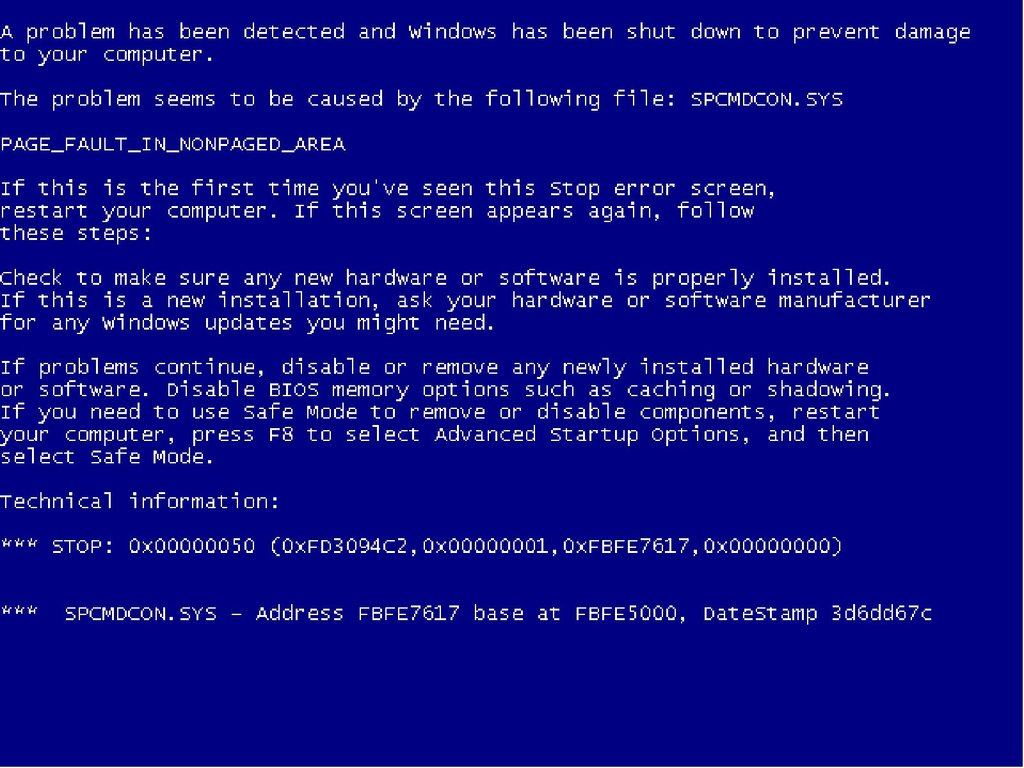 A problem has been detected and Windows has been shut down to prevent damage
to your computer.
The problem seems to be caused by the following file: SPCMDCON.SYS
PAGE_FAULT_IN_NONPAGED_AREA
If this is the first time you've seen this Stop error screen,
restart your computer. If this screen appears again, follow
these steps:
Check to make sure any new hardware or software is properly installed.
If this is a new installation, ask your hardware or software manufacturer
for any Windows updates you might need.
If problems continue, disable or remove any newly installed hardware
or software. Disable BIOS memory options such as caching or shadowing.
If you need to use Safe Mode to remove or disable components, restart
your computer, press F8 to select Advanced Startup Options, and then
select Safe Mode.
Technical information:
*** STOP: 0x00000050 (0xFD3094C2,0x00000001,0xFBFE7617,0x00000000)
***  SPCMDCON.SYS - Address FBFE7617 base at FBFE5000, DateStamp 3d6dd67c